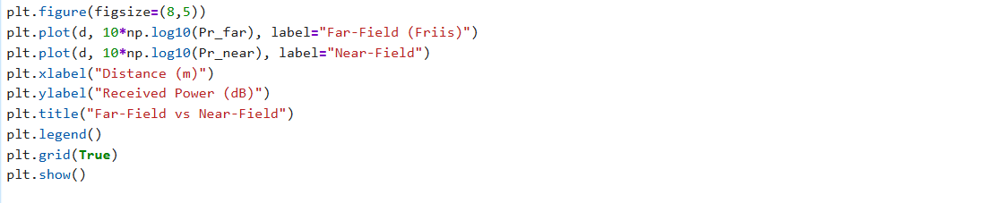 plt.figure(figsize=(8,5))
plt.plot(d, 10*np.log10(Pr_far), label="Far-Field (Friis)")
plt.plot(d, 10*np.log10(Pr_near), label="Near-Field")
plt.xlabel("Distance (m)")
plt.ylabel("Received Power (dB)")
plt.title("Far-Field vs Near-Field")
plt.legend()
plt.grid(True)
plt.show()